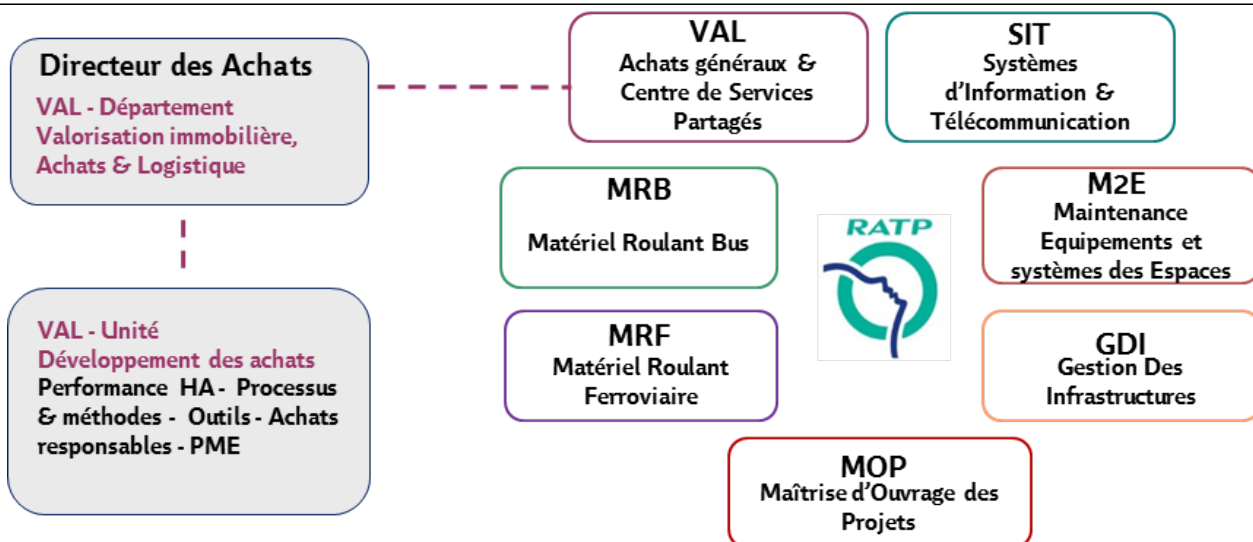 Directeur des Achats
VAL - Département
Valorisation immobilière,
Achats & Logistique
VAL - Unité
Développement des achats
Performance HA - Processus
& méthodes - Outils - Achats
responsables - PME
VAL
Achats généraux &
Centre de Services
Partagés
SIT
Systèmes
d'Information &
Télécommunication
MRB
Matériel Roulant Bus
M2E
Maintenance
Equipements et
systèmes des Espaces
RATP
MRF
Matériel Roulant
Ferroviaire
GDI
Gestion Des
Infrastructures
MOP
Maîtrise d'Ouvrage des
Projets